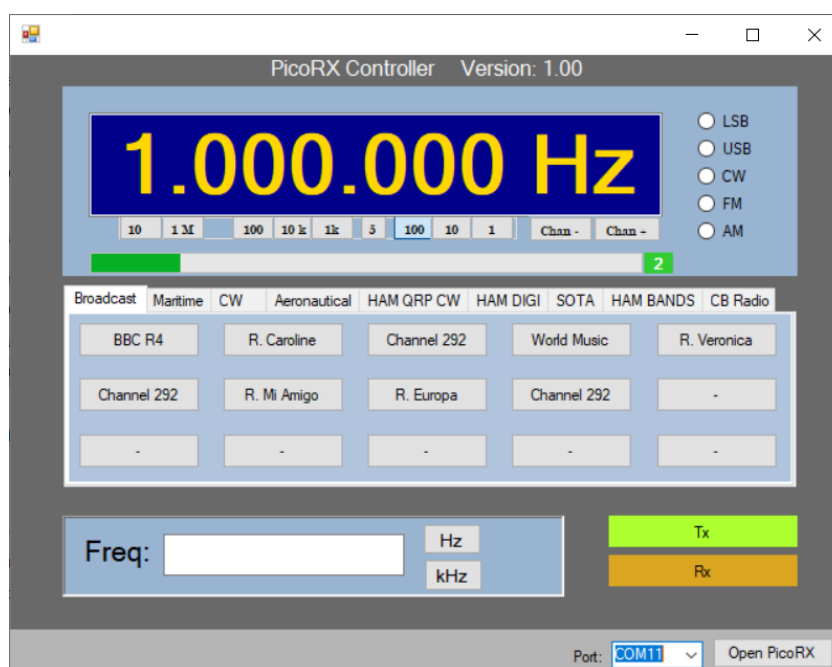 PicoRX Controller Version: 1.00
1.000.000 Hz
LSB
USB
CW
FM
AM
10 1 M 100 10 k 1k 5 100 10 1 Chan - Chan +
2
Broadcast Maritime CW Aeronautical HAM QRP CW HAM DIGI SOTA HAM BANDS CB Radio
BBC R4 R. Caroline Channel 292 World Music R. Veronica
Channel 292 R. Mi Amigo R. Europa Channel 292 -
- - - - -
Freq: Hz
kHz
Tx
Rx
Port: COM11 Open PicoRX